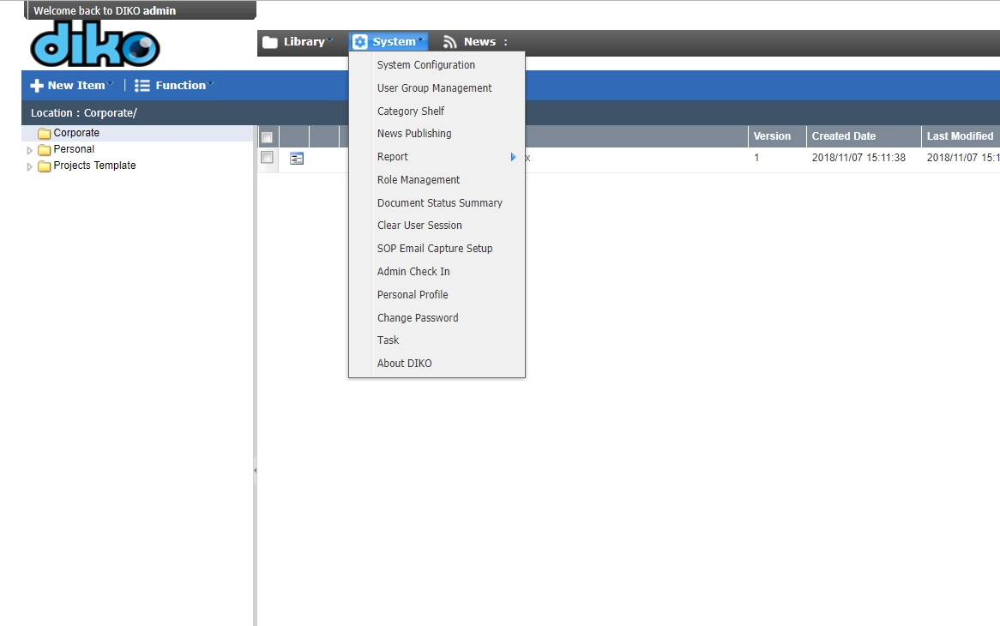 Welcome back to DIKO admin
diko
Library
System
News :
New Item
Function
Location : Corporate/
Corporate
Personal
Projects Template
System Configuration
User Group Management
Category Shelf
News Publishing
Report
Role Management
Document Status Summary
Clear User Session
SOP Email Capture Setup
Admin Check In
Personal Profile
Change Password
Task
About DIKO
Version
Created Date
Last Modified
x
1
2018/11/07 15:11:38
2018/11/07 15:1